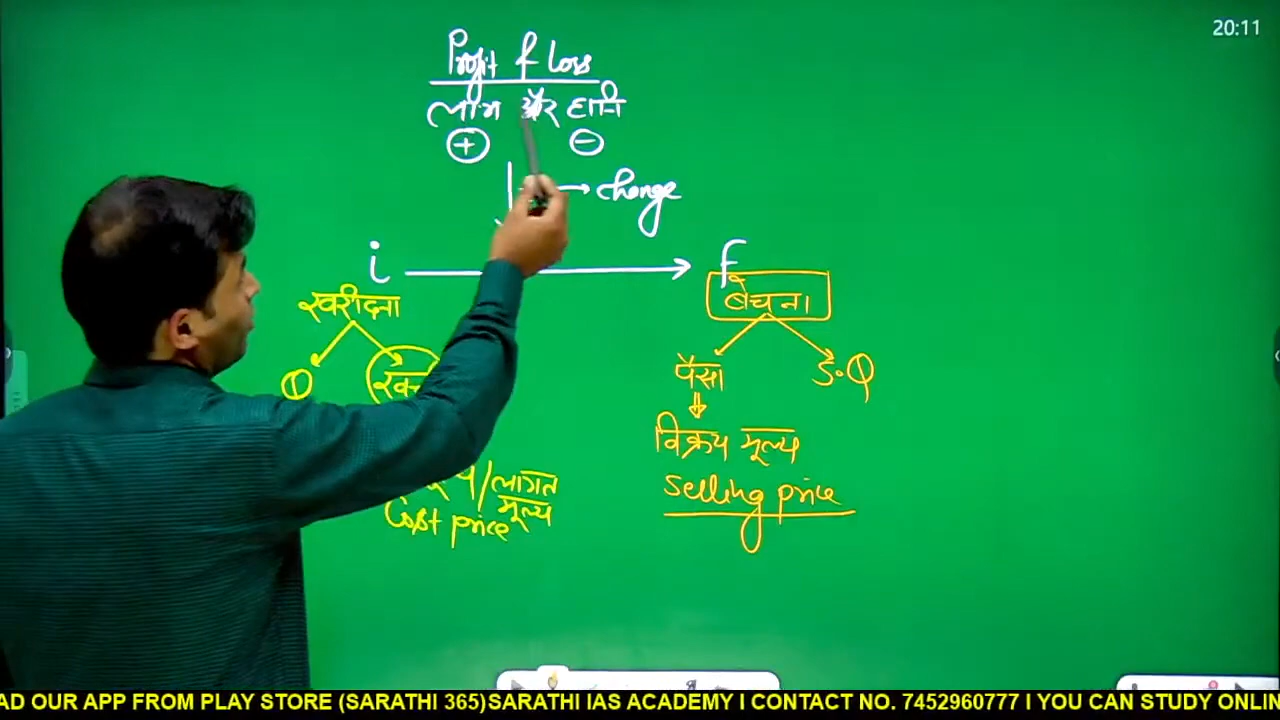 20:11
Profit & Loss
लाभ और हानि
+ −
→ change
i → f
खरीदना
बेचना
पैसा
विक्रय मूल्य
Selling price
/लागत
मूल्य
Cost price
AD OUR APP FROM PLAY STORE (SARATHI 365)SARATHI IAS ACADEMY I CONTACT NO. 7452960777 I YOU CAN STUDY ONLIN